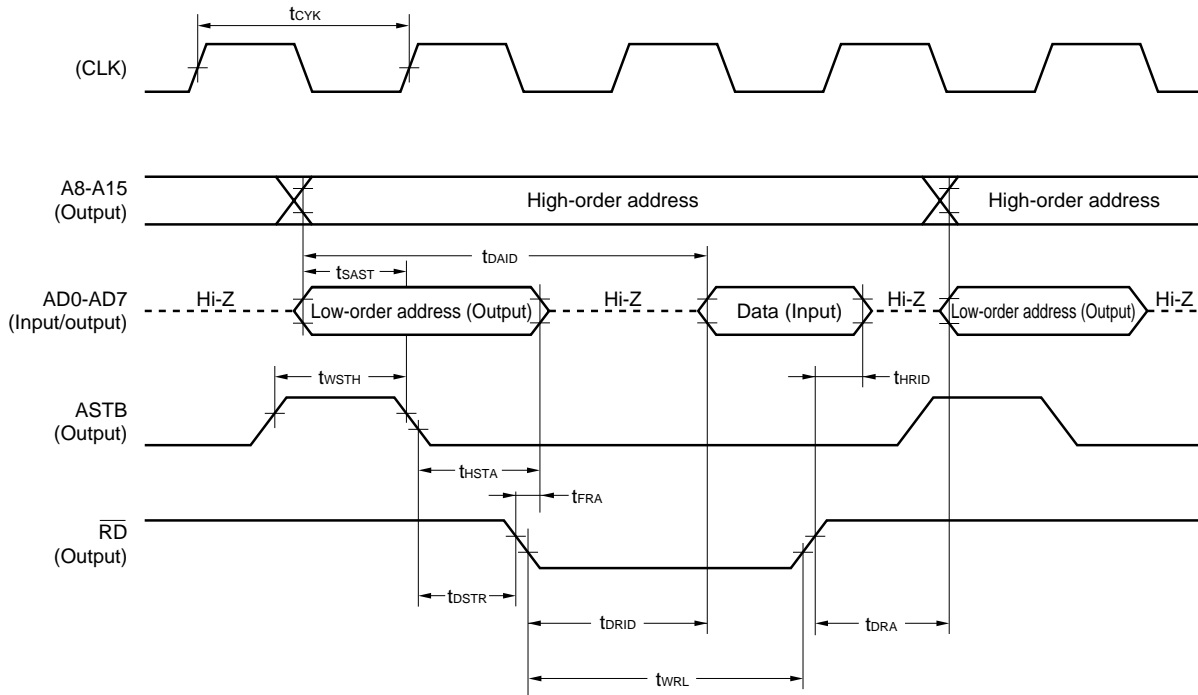 tCYK
(CLK)
A8-A15
(Output)
High-order address
High-order address
tDAID
tSAST
AD0-AD7
(Input/output)
Hi-Z
Low-order address (Output)
Hi-Z
Data (Input)
Hi-Z
Low-order address (Output)
Hi-Z
tWSTH
tHRID
ASTB
(Output)
tHSTA
tFRA
RD
(Output)
tDSTR
tDRID
tDRA
tWRL